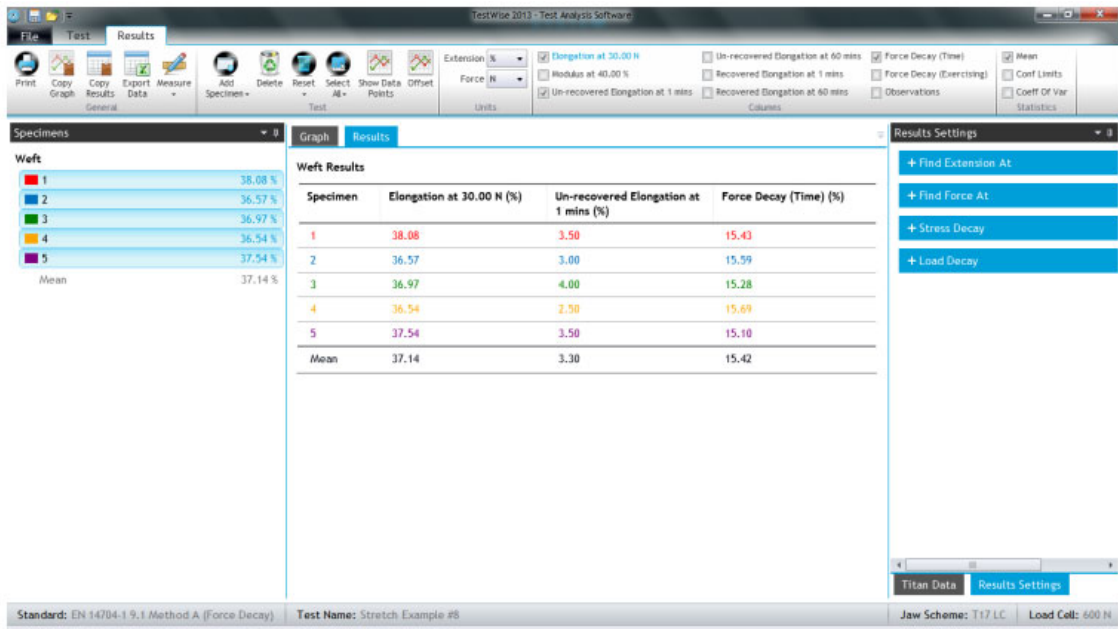 TestWise 2013 - Test Analysis Software
File Test Results
Print Copy Graph Copy Results Export Data Measure Add Specimen Delete Reset Select All Show Data Points Offset
Extension %
Force N
Elongation at 30.00 N
Modulus at 40.00 %
Un-recovered Elongation at 1 mins
Un-recovered Elongation at 60 mins
Recovered Elongation at 1 mins
Recovered Elongation at 60 mins
Force Decay (Time)
Force Decay (Exercising)
Observations
Mean
Conf Limits
Coeff Of Var
General Test Units Columns Statistics
Specimens
Weft
1 38.08 %
2 36.57 %
3 36.97 %
4 36.54 %
5 37.54 %
Mean 37.14 %
Graph Results
Weft Results
Specimen Elongation at 30.00 N (%) Un-recovered Elongation at 1 mins (%) Force Decay (Time) (%)
1 38.08 3.50 15.43
2 36.57 3.00 15.59
3 36.97 4.00 15.28
4 36.54 2.50 15.69
5 37.54 3.50 15.10
Mean 37.14 3.30 15.42
Results Settings
+ Find Extension At
+ Find Force At
+ Stress Decay
+ Load Decay
Titan Data Results Settings
Standard: EN 14704-1 9.1 Method A (Force Decay) Test Name: Stretch Example #8 Jaw Scheme: T17 LC Load Cell: 600 N